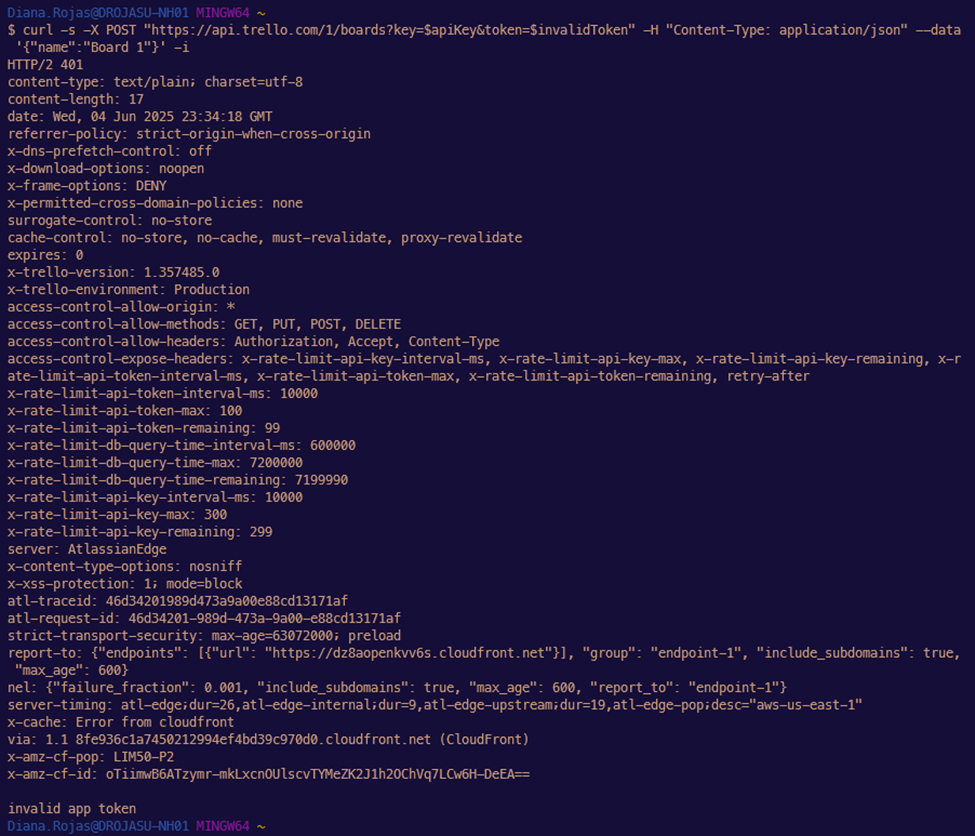 Diana.Rojas@DROJASU-NH01 MINGW64 ~
$ curl -s -X POST "https://api.trello.com/1/boards?key=$apiKey&token=$invalidToken" -H "Content-Type: application/json" --data
 '{"name":"Board 1"}' -i
HTTP/2 401
content-type: text/plain; charset=utf-8
content-length: 17
date: Wed, 04 Jun 2025 23:34:18 GMT
referrer-policy: strict-origin-when-cross-origin
x-dns-prefetch-control: off
x-download-options: noopen
x-frame-options: DENY
x-permitted-cross-domain-policies: none
surrogate-control: no-store
cache-control: no-store, no-cache, must-revalidate, proxy-revalidate
expires: 0
x-trello-version: 1.357485.0
x-trello-environment: Production
access-control-allow-origin: *
access-control-allow-methods: GET, PUT, POST, DELETE
access-control-allow-headers: Authorization, Accept, Content-Type
access-control-expose-headers: x-rate-limit-api-key-interval-ms, x-rate-limit-api-key-max, x-rate-limit-api-key-remaining, x-r
ate-limit-api-token-interval-ms, x-rate-limit-api-token-max, x-rate-limit-api-token-remaining, retry-after
x-rate-limit-api-token-interval-ms: 10000
x-rate-limit-api-token-max: 100
x-rate-limit-api-token-remaining: 99
x-rate-limit-db-query-time-interval-ms: 600000
x-rate-limit-db-query-time-max: 7200000
x-rate-limit-db-query-time-remaining: 7199990
x-rate-limit-api-key-interval-ms: 10000
x-rate-limit-api-key-max: 300
x-rate-limit-api-key-remaining: 299
server: AtlassianEdge
x-content-type-options: nosniff
x-xss-protection: 1; mode=block
atl-traceid: 46d34201989d473a9a00e88cd13171af
atl-request-id: 46d34201-989d-473a-9a00-e88cd13171af
strict-transport-security: max-age=63072000; preload
report-to: {"endpoints": [{"url": "https://dz8aopenkvv6s.cloudfront.net"}], "group": "endpoint-1", "include_subdomains": true,
 "max_age": 600}
nel: {"failure_fraction": 0.001, "include_subdomains": true, "max_age": 600, "report_to": "endpoint-1"}
server-timing: atl-edge;dur=26,atl-edge-internal;dur=9,atl-edge-upstream;dur=19,atl-edge-pop;desc="aws-us-east-1"
x-cache: Error from cloudfront
via: 1.1 8fe936c1a7450212994ef4bd39c970d0.cloudfront.net (CloudFront)
x-amz-cf-pop: LIM50-P2
x-amz-cf-id: oTiimwB6ATzymr-mkLxcnOUlscvTYMeZK2J1h2OChVq7LCw6H-DeEA==

invalid app token
Diana.Rojas@DROJASU-NH01 MINGW64 ~